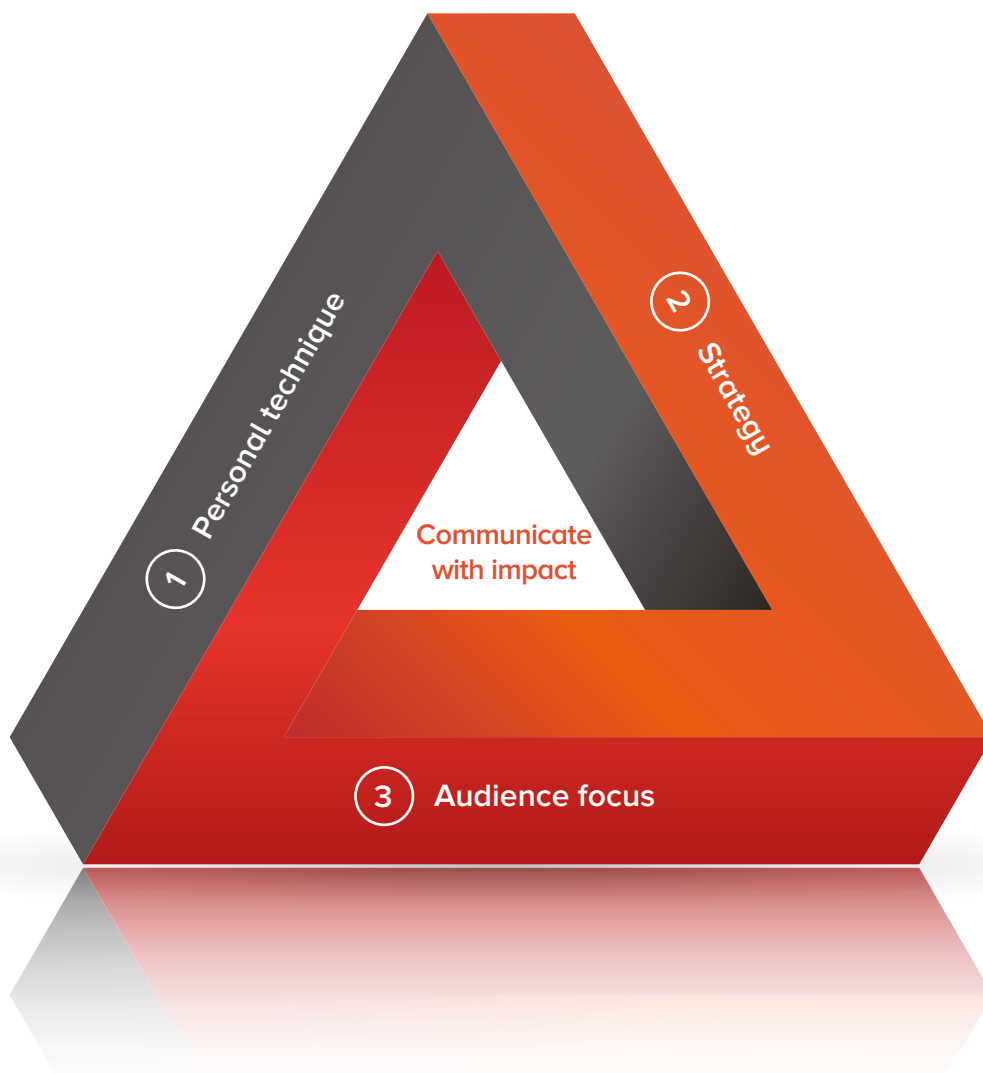 1 Personal technique
2 Strategy
Communicate
with impact
3 Audience focus